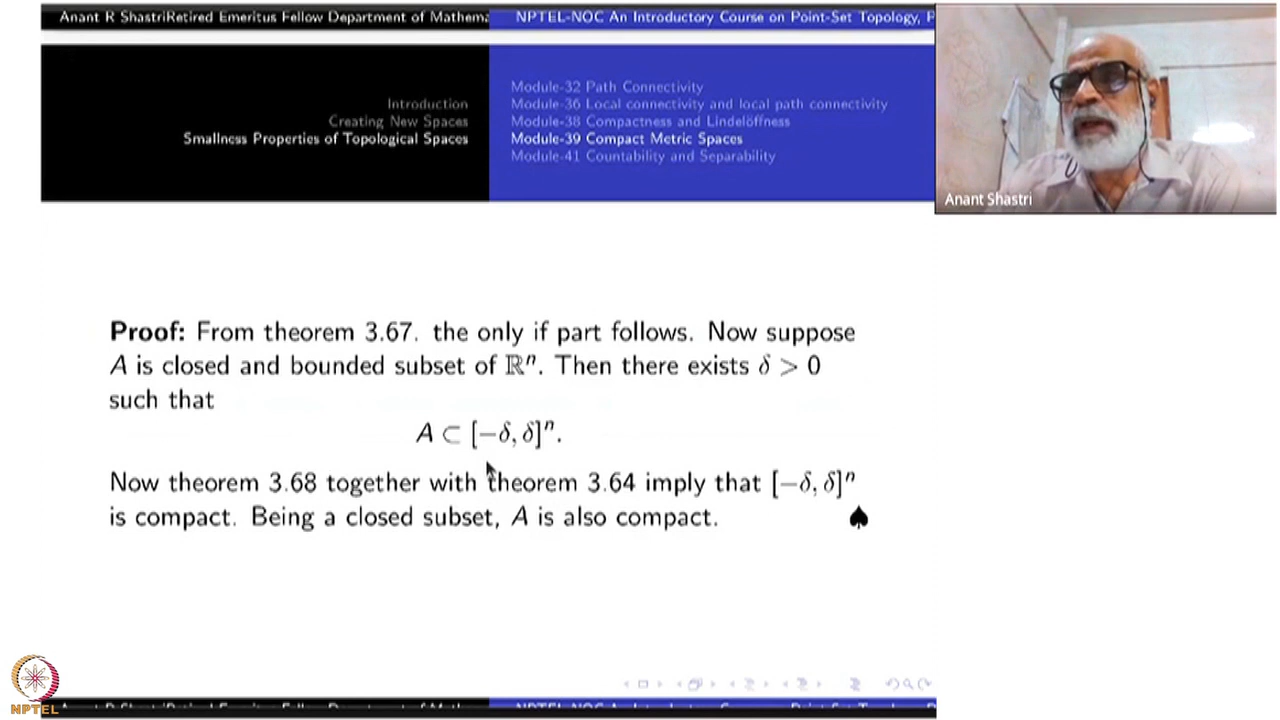 Anant R ShastriRetired Emeritus Fellow Department of Mathema
NPTEL-NOC An Introductory Course on Point-Set Topology, P
Introduction
Creating New Spaces
Smallness Properties of Topological Spaces
Module-32 Path Connectivity
Module-36 Local connectivity and local path connectivity
Module-38 Compactness and Lindelöffness
Module-39 Compact Metric Spaces
Module-41 Countability and Separability
Anant Shastri
Proof: From theorem 3.67. the only if part follows. Now suppose
A is closed and bounded subset of ℝⁿ. Then there exists δ > 0
such that
A ⊂ [−δ, δ]ⁿ.
Now theorem 3.68 together with theorem 3.64 imply that [−δ, δ]ⁿ
is compact. Being a closed subset, A is also compact. ♠
NPTEL